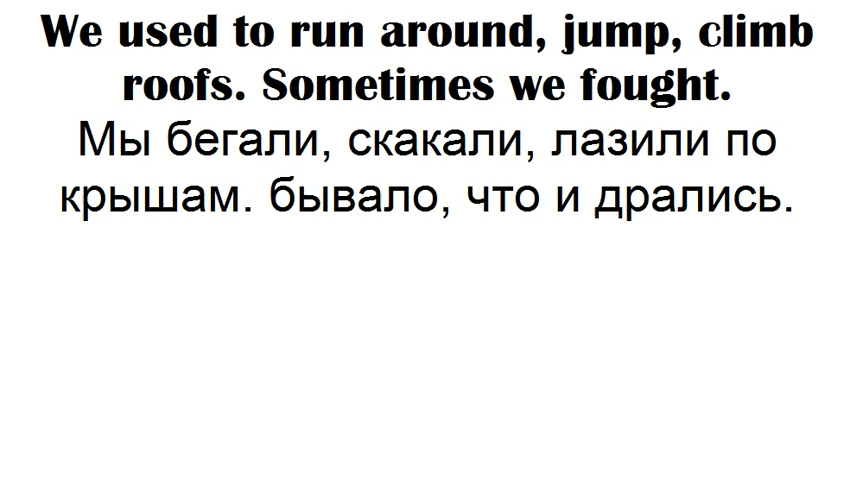 We used to run around, jump, climb
roofs. Sometimes we fought.
Мы бегали, скакали, лазили по
крышам. бывало, что и дрались.